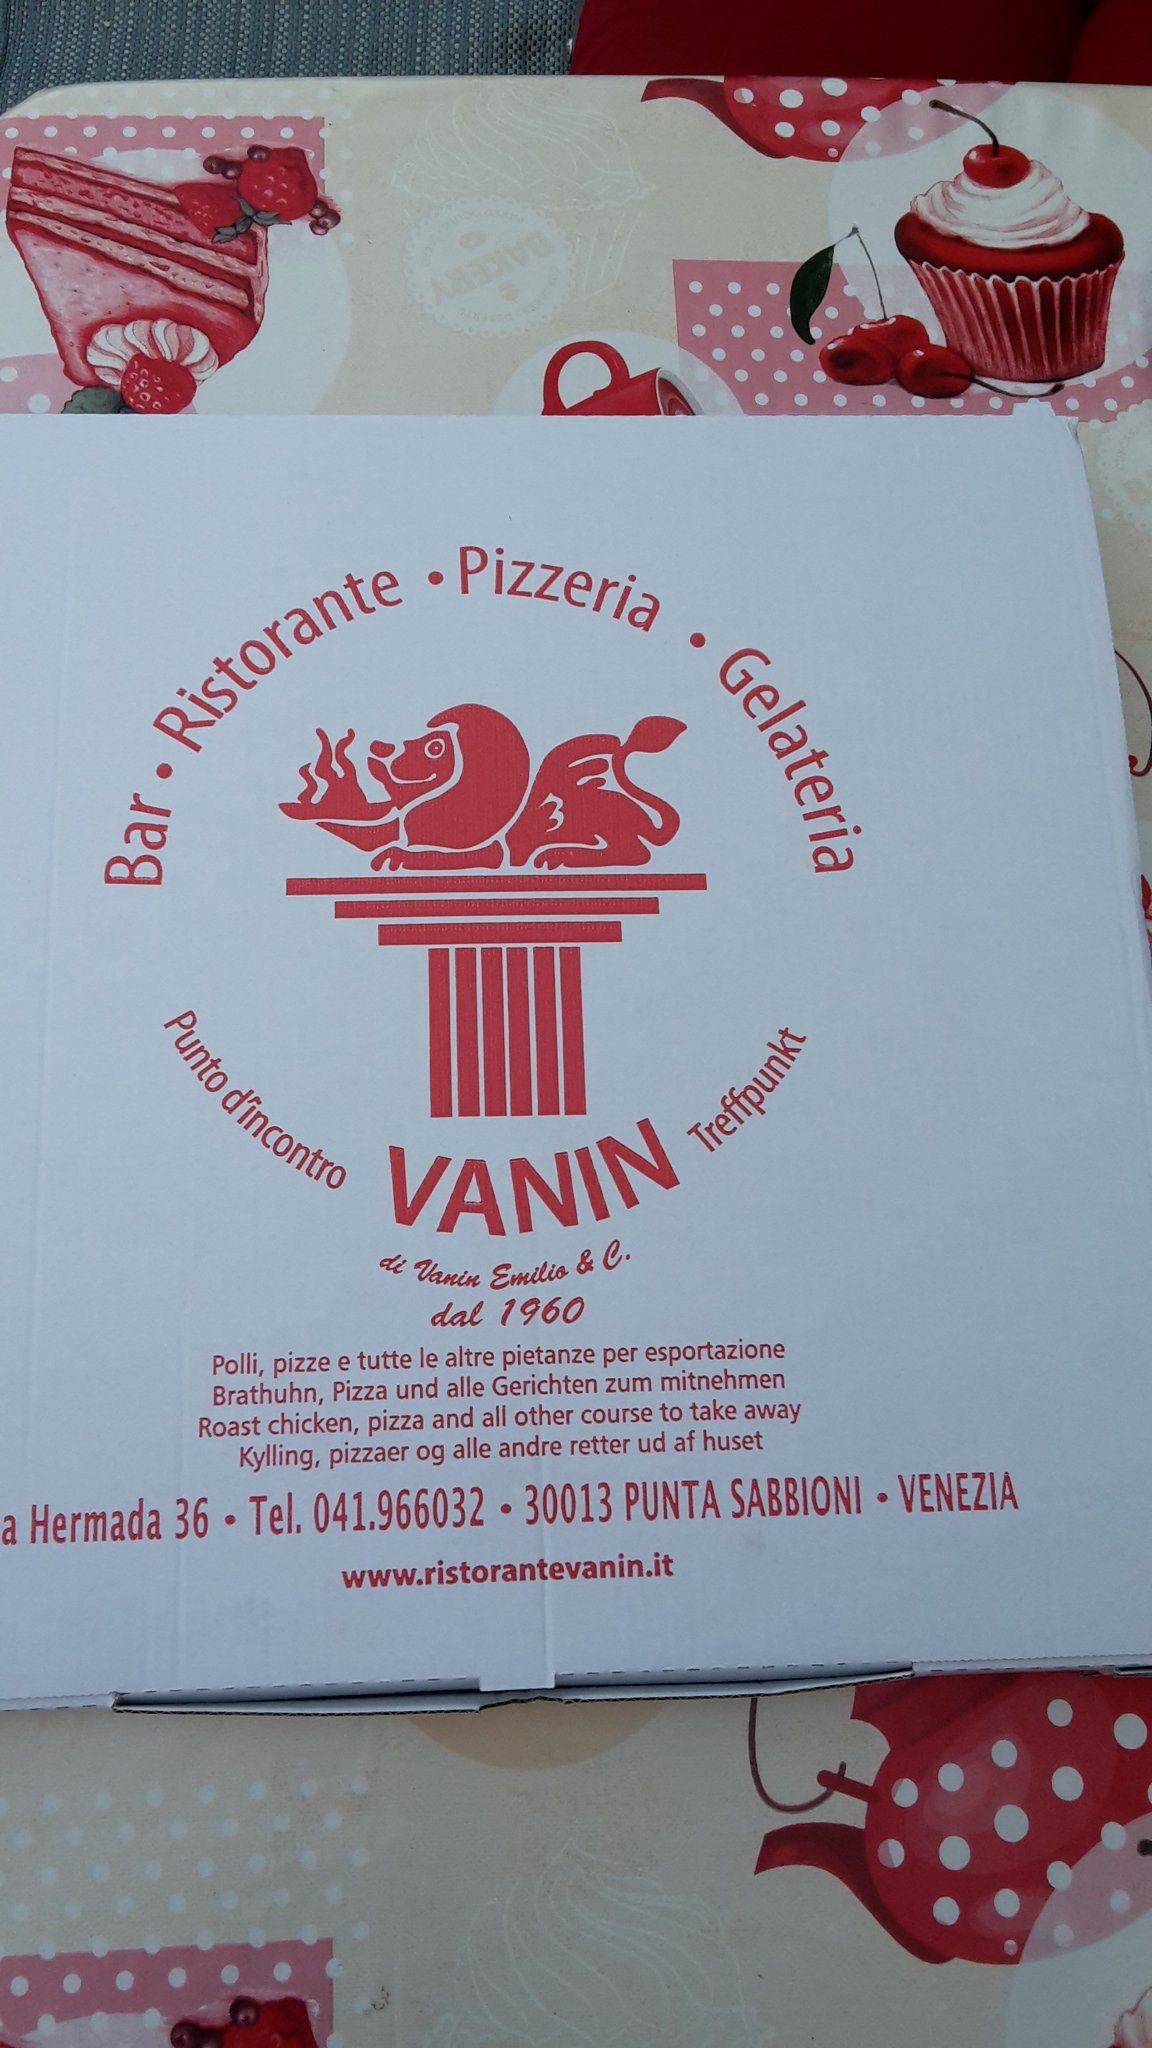 BAKERY
Bar • Ristorante • Pizzeria • Gelateria
Punto d'incontro
Treffpunkt
VANIN
di Vanin Emilio & C.
dal 1960
Polli, pizze e tutte le altre pietanze per esportazione
Brathuhn, Pizza und alle Gerichten zum mitnehmen
Roast chicken, pizza and all other course to take away
Kylling, pizzaer og alle andre retter ud af huset
a Hermada 36 • Tel. 041.966032 • 30013 PUNTA SABBIONI • VENEZIA
www.ristorantevanin.it